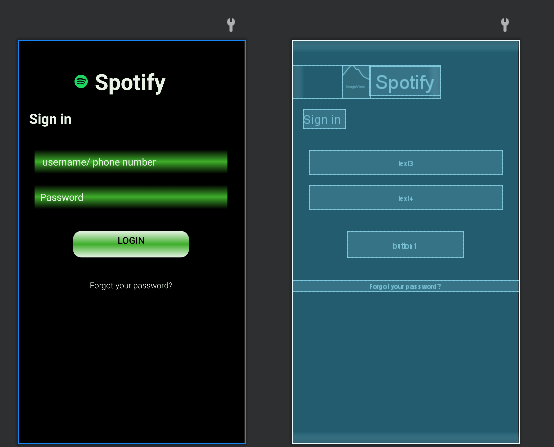 Spotify
Sign in
username/ phone number
Password
LOGIN
Forgot your password?
Spotify
Sign in
text3
text4
button1
Forgot your password?